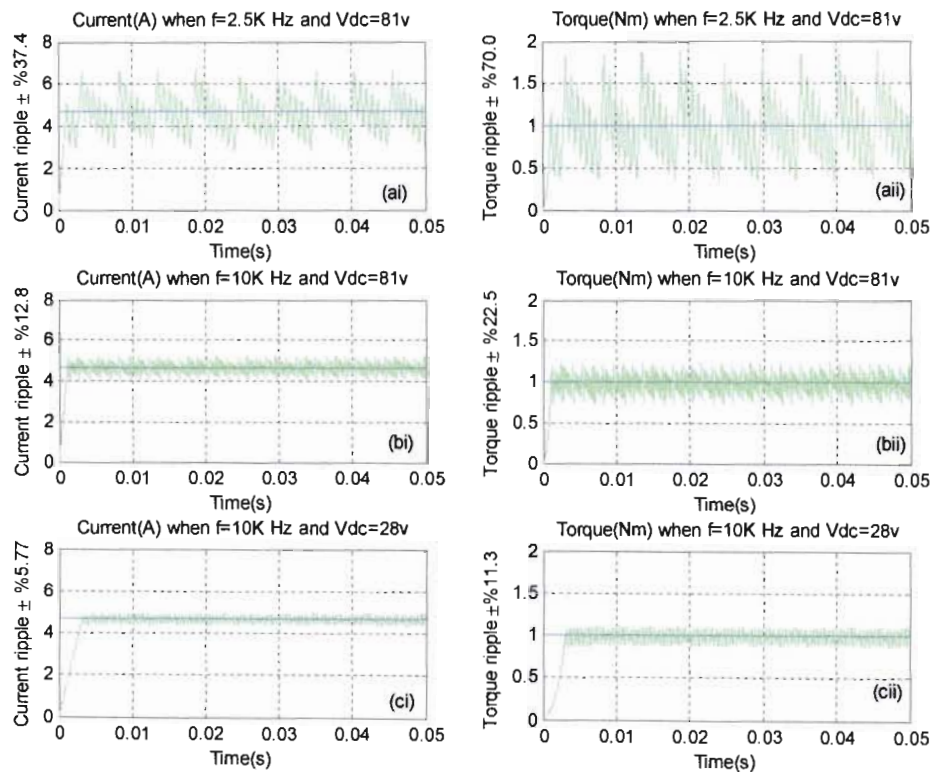 Current(A) when f=2.5K Hz and Vdc=81v
Current ripple ± %37.4
8
6
4
2
0
(ai)
0 0.01 0.02 0.03 0.04 0.05
Time(s)
Torque(Nm) when f=2.5K Hz and Vdc=81v
Torque ripple ± %70.0
2
1.5
1
0.5
0
(aii)
0 0.01 0.02 0.03 0.04 0.05
Time(s)
Current(A) when f=10K Hz and Vdc=81v
Current ripple ± %12.8
8
6
4
2
0
(bi)
0 0.01 0.02 0.03 0.04 0.05
Time(s)
Torque(Nm) when f=10K Hz and Vdc=81v
Torque ripple ± %22.5
2
1.5
1
0.5
0
(bii)
0 0.01 0.02 0.03 0.04 0.05
Time(s)
Current(A) when f=10K Hz and Vdc=28v
Current ripple ± %5.77
8
6
4
2
0
(ci)
0 0.01 0.02 0.03 0.04 0.05
Time(s)
Torque(Nm) when f=10K Hz and Vdc=28v
Torque ripple ±%11.3
2
1.5
1
0.5
0
(cii)
0 0.01 0.02 0.03 0.04 0.05
Time(s)